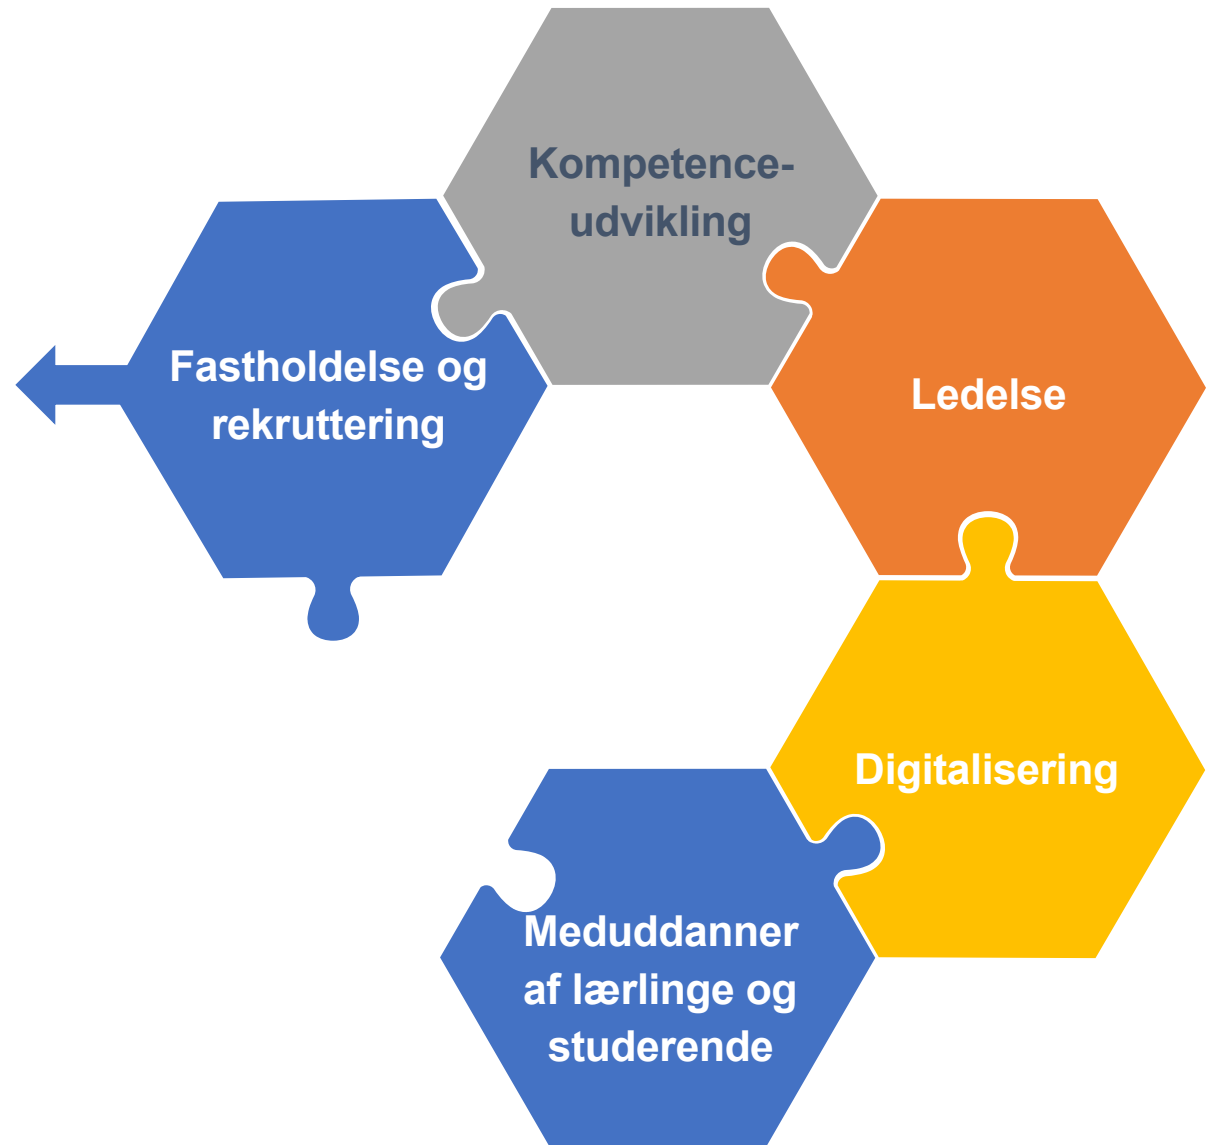 Kompetence-
udvikling
Fastholdelse og
rekruttering
Ledelse
Digitalisering
Meduddanner
af lærlinge og
studerende